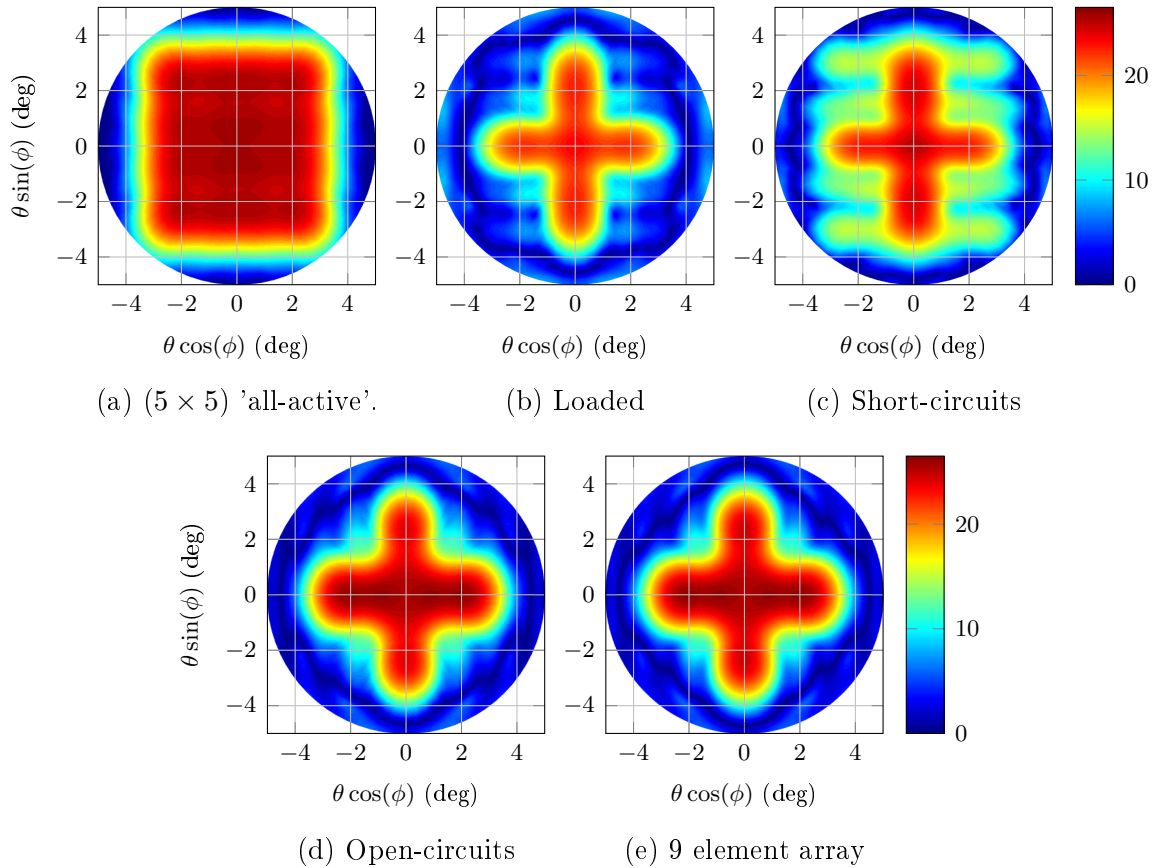 4
2
0
−2
−4
θ sin(ϕ) (deg)
−4 −2 0 2 4
θ cos(ϕ) (deg)
(a) (5 × 5) 'all-active'.
4
2
0
−2
−4
−4 −2 0 2 4
θ cos(ϕ) (deg)
(b) Loaded
4
2
0
−2
−4
−4 −2 0 2 4
θ cos(ϕ) (deg)
(c) Short-circuits
20
10
0
4
2
0
−2
−4
θ sin(ϕ) (deg)
−4 −2 0 2 4
θ cos(ϕ) (deg)
(d) Open-circuits
4
2
0
−2
−4
−4 −2 0 2 4
θ cos(ϕ) (deg)
(e) 9 element array
20
10
0